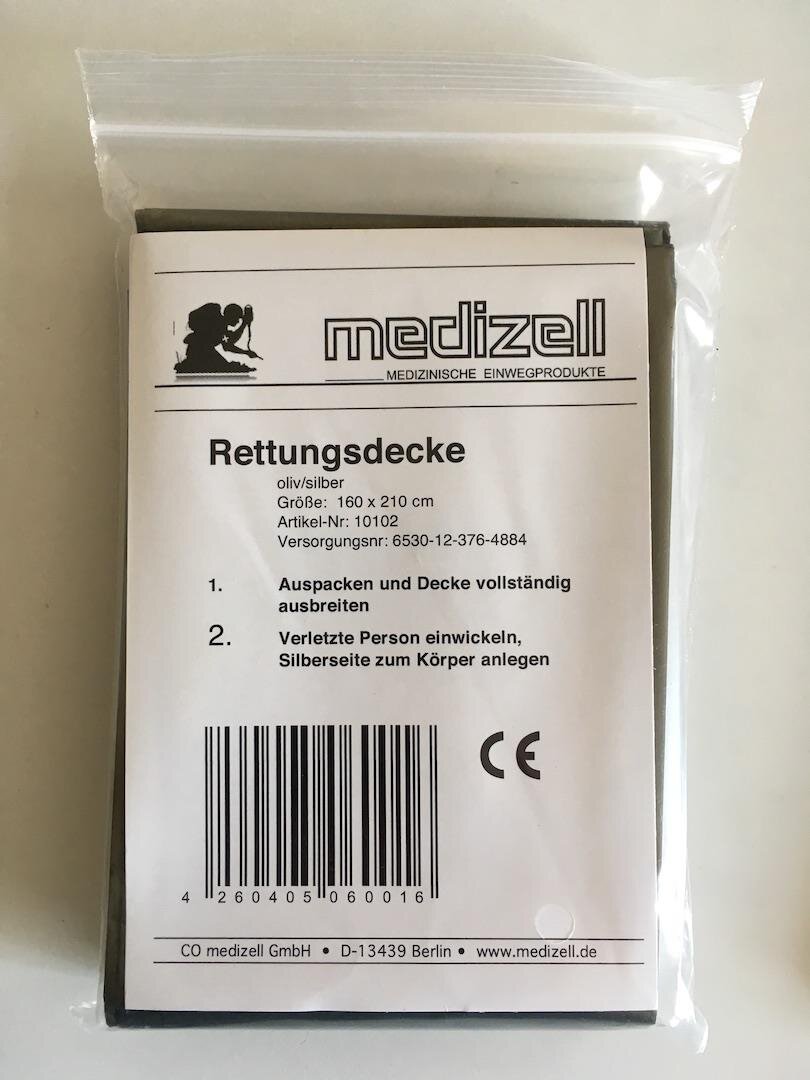 medizell
MEDIZINISCHE EINWEGPRODUKTE
Rettungsdecke
oliv/silber
Größe: 160 x 210 cm
Artikel-Nr: 10102
Versorgungsnr: 6530-12-376-4884
1. Auspacken und Decke vollständig
ausbreiten
2. Verletzte Person einwickeln,
Silberseite zum Körper anlegen
CE
4 260405 060016
CO medizell GmbH • D-13439 Berlin • www.medizell.de